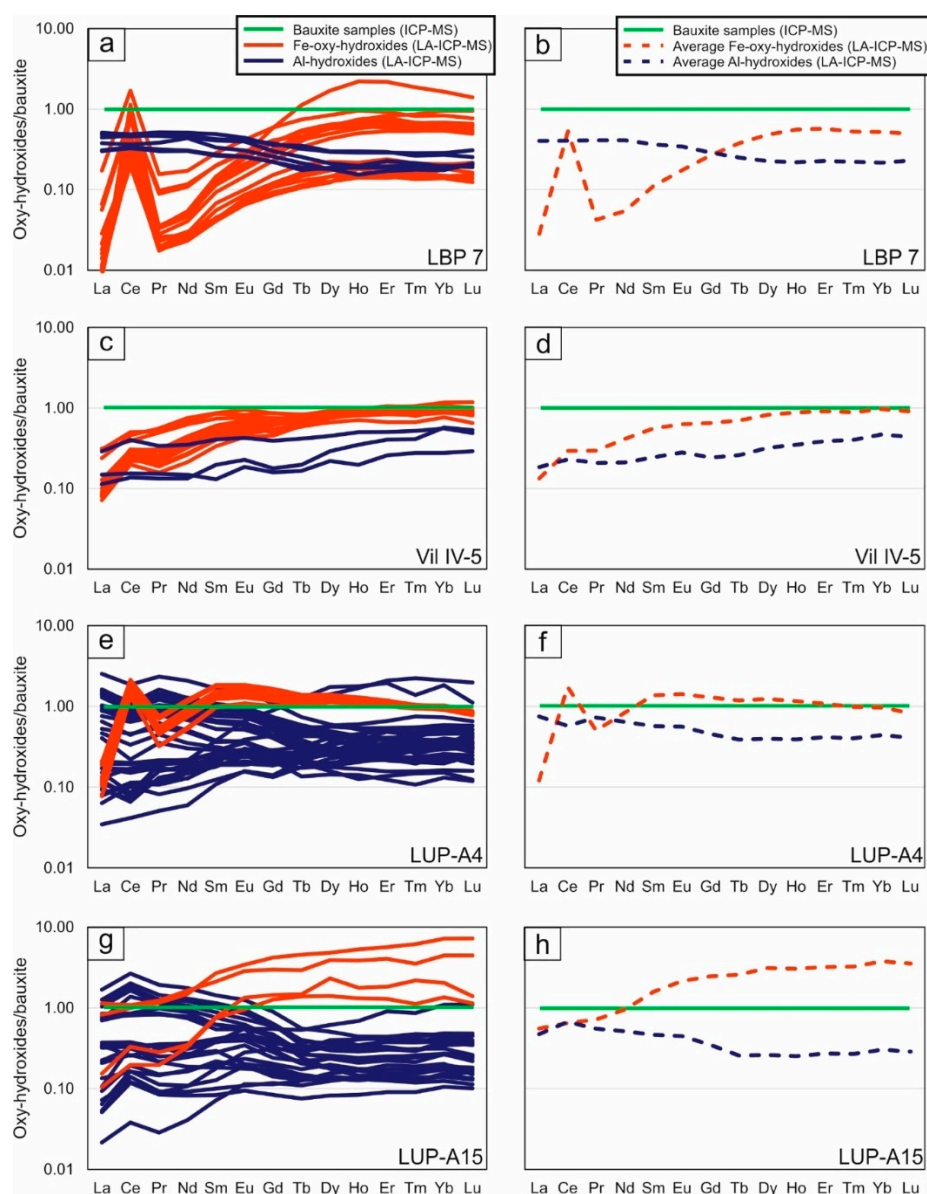 a
Bauxite samples (ICP-MS)
Fe-oxy-hydroxides (LA-ICP-MS)
Al-hydroxides (LA-ICP-MS)
10.00
1.00
0.10
0.01
Oxy-hydroxides/bauxite
LBP 7
La Ce Pr Nd Sm Eu Gd Tb Dy Ho Er Tm Yb Lu
b
Bauxite samples (ICP-MS)
Average Fe-oxy-hydroxides (LA-ICP-MS)
Average Al-hydroxides (LA-ICP-MS)
LBP 7
La Ce Pr Nd Sm Eu Gd Tb Dy Ho Er Tm Yb Lu
c
10.00
1.00
0.10
0.01
Oxy-hydroxides/bauxite
Vil IV-5
La Ce Pr Nd Sm Eu Gd Tb Dy Ho Er Tm Yb Lu
d
Vil IV-5
La Ce Pr Nd Sm Eu Gd Tb Dy Ho Er Tm Yb Lu
e
10.00
1.00
0.10
0.01
Oxy-hydroxides/bauxite
LUP-A4
La Ce Pr Nd Sm Eu Gd Tb Dy Ho Er Tm Yb Lu
f
LUP-A4
La Ce Pr Nd Sm Eu Gd Tb Dy Ho Er Tm Yb Lu
g
10.00
1.00
0.10
0.01
Oxy-hydroxides/bauxite
LUP-A15
La Ce Pr Nd Sm Eu Gd Tb Dy Ho Er Tm Yb Lu
h
LUP-A15
La Ce Pr Nd Sm Eu Gd Tb Dy Ho Er Tm Yb Lu